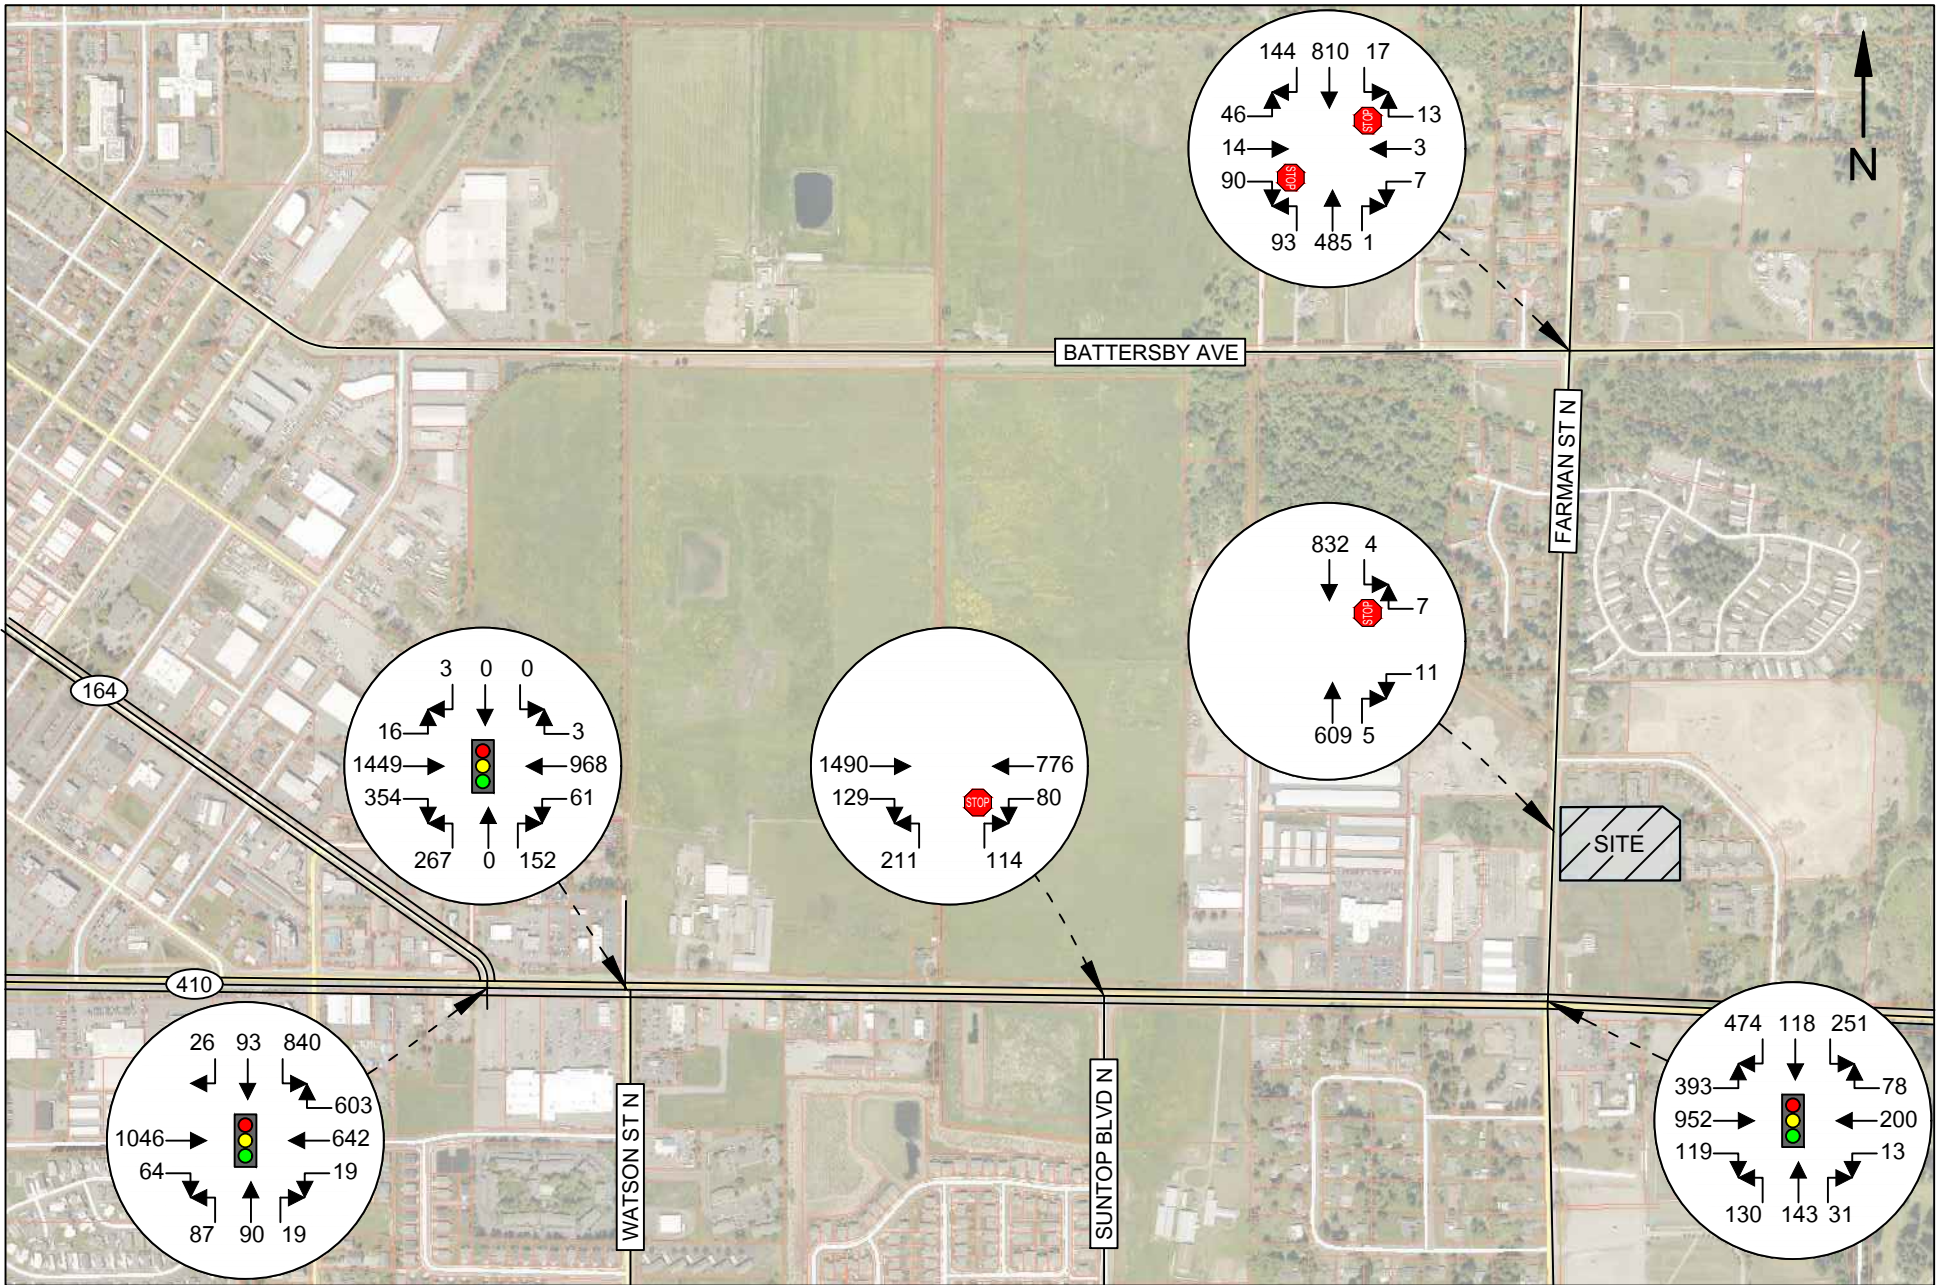 144 810 17
46 13
STOP
14 3
90 7
STOP
93 485 1
N
BATTERSBY AVE
FARMAN ST N
832 4
7
STOP
11
609 5
164
3 0 0
16 3
1449 968
354 61
267 0 152
1490 776
129 80
STOP
211 114
SITE
410
26 93 840
603
1046 642
64 19
87 90 19
WATSON ST N
SUNTOP BLVD N
474 118 251
393 78
952 200
119 13
130 143 31